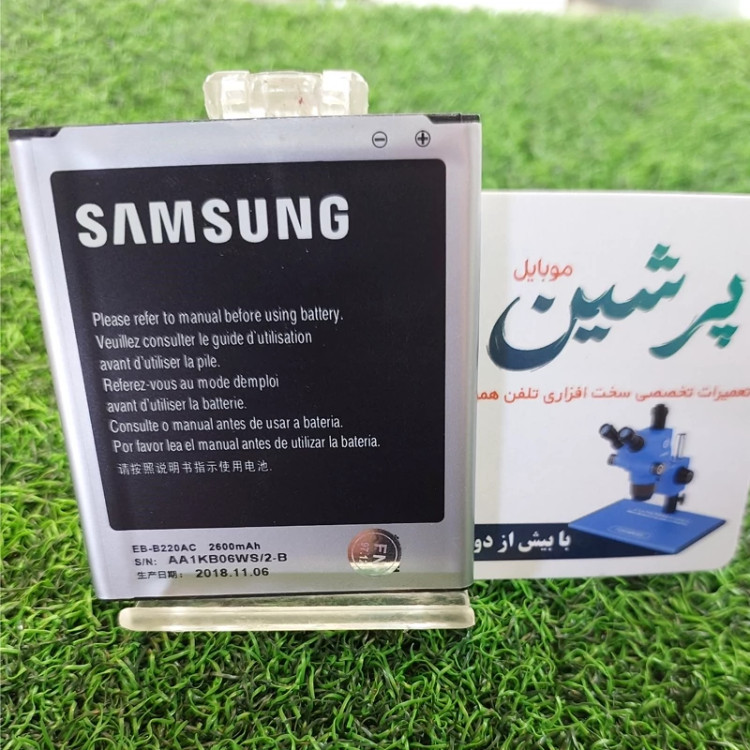 SAMSUNG
Please refer to manual before using battery.
Veuillez consulter le guide d'utilisation
avant d'utiliser la pile.
Referez-vous au mode dèmploi
avant d'utiliser la batterie.
Consulte o manual antes de usar a bateria.
Por favor lea el manual antes de utilizar la bateria.
请按照说明书指示使用电池.
EB-B220AC 2600mAh
S/N: AA1KB06WS/2-B
生产日期: 2018.11.06
موبایل
پرشین
تعمیرات تخصصی سخت افزاری تلفن
با بیش از